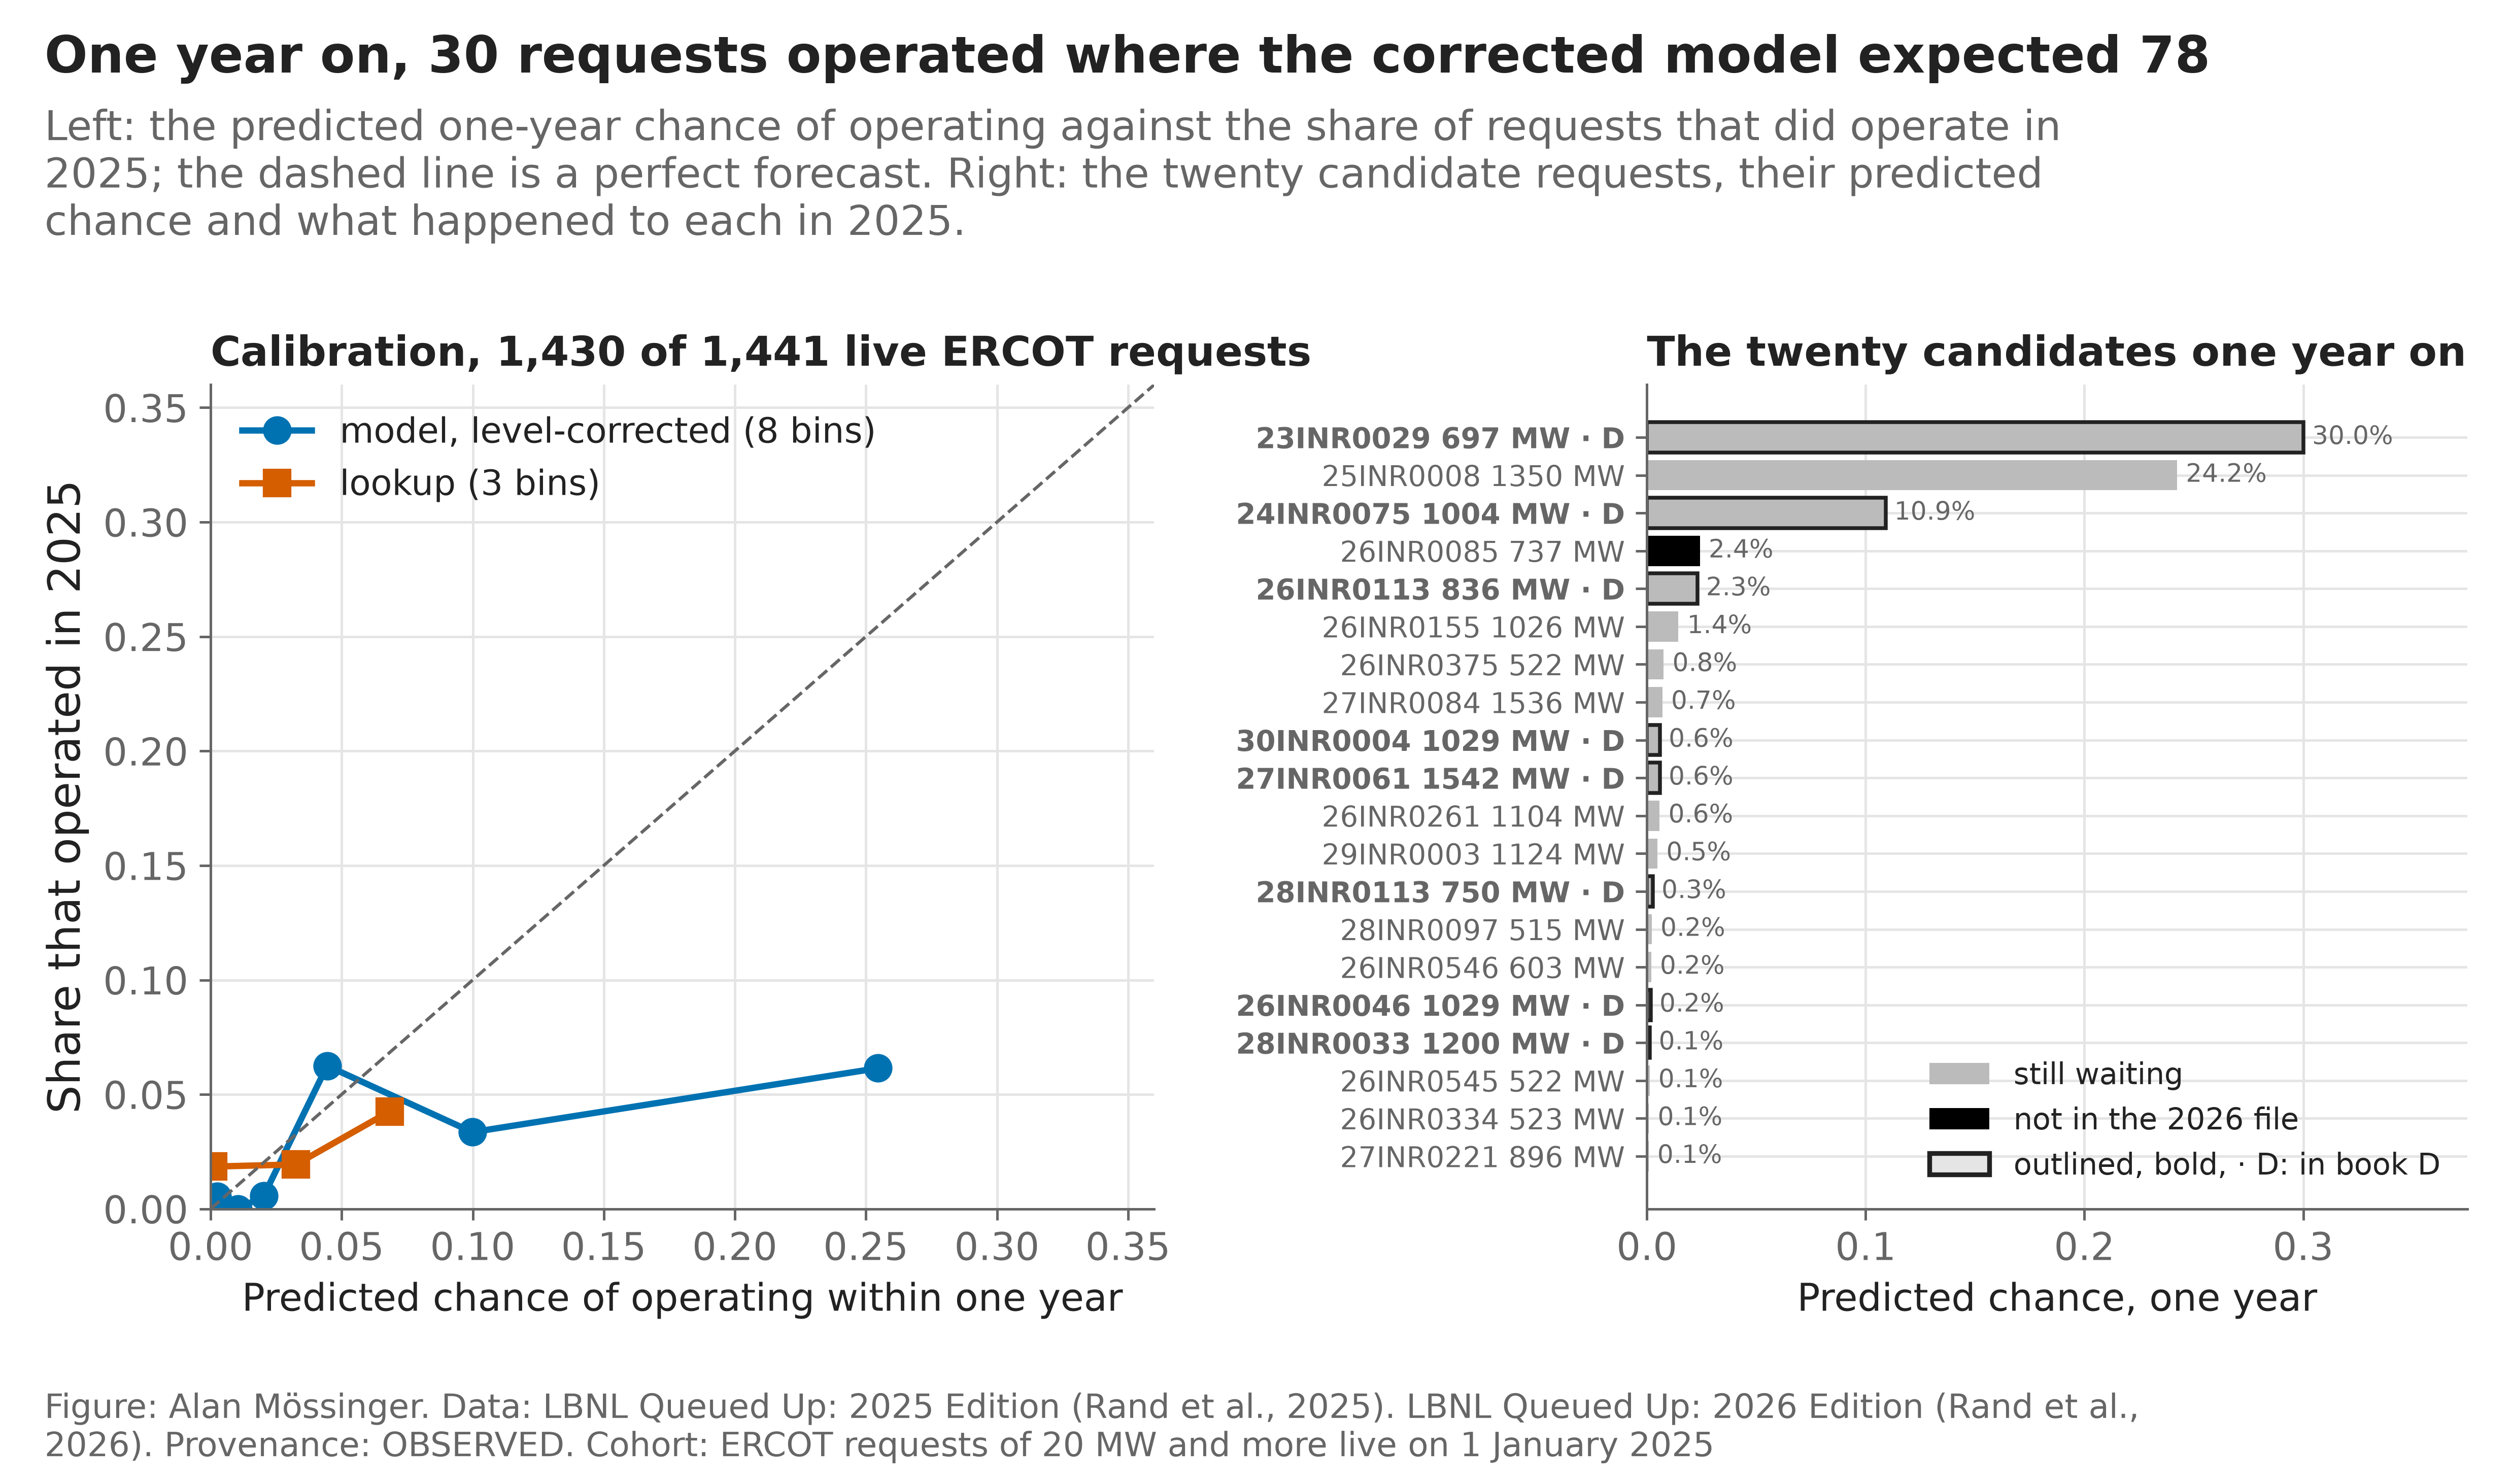 One year on, 30 requests operated where the corrected model expected 78
Left: the predicted one-year chance of operating against the share of requests that did operate in
2025; the dashed line is a perfect forecast. Right: the twenty candidate requests, their predicted
chance and what happened to each in 2025.
Calibration, 1,430 of 1,441 live ERCOT requests
model, level-corrected (8 bins)
lookup (3 bins)
Share that operated in 2025
0.35
0.30
0.25
0.20
0.15
0.10
0.05
0.00
0.00 0.05 0.10 0.15 0.20 0.25 0.30 0.35
Predicted chance of operating within one year
The twenty candidates one year on
23INR0029 697 MW · D 30.0%
25INR0008 1350 MW 24.2%
24INR0075 1004 MW · D 10.9%
26INR0085 737 MW 2.4%
26INR0113 836 MW · D 2.3%
26INR0155 1026 MW 1.4%
26INR0375 522 MW 0.8%
27INR0084 1536 MW 0.7%
30INR0004 1029 MW · D 0.6%
27INR0061 1542 MW · D 0.6%
26INR0261 1104 MW 0.6%
29INR0003 1124 MW 0.5%
28INR0113 750 MW · D 0.3%
28INR0097 515 MW 0.2%
26INR0546 603 MW 0.2%
26INR0046 1029 MW · D 0.2%
28INR0033 1200 MW · D 0.1%
26INR0545 522 MW 0.1%
26INR0334 523 MW 0.1%
27INR0221 896 MW 0.1%
still waiting
not in the 2026 file
outlined, bold, · D: in book D
0.0 0.1 0.2 0.3
Predicted chance, one year
Figure: Alan Mössinger. Data: LBNL Queued Up: 2025 Edition (Rand et al., 2025). LBNL Queued Up: 2026 Edition (Rand et al.,
2026). Provenance: OBSERVED. Cohort: ERCOT requests of 20 MW and more live on 1 January 2025